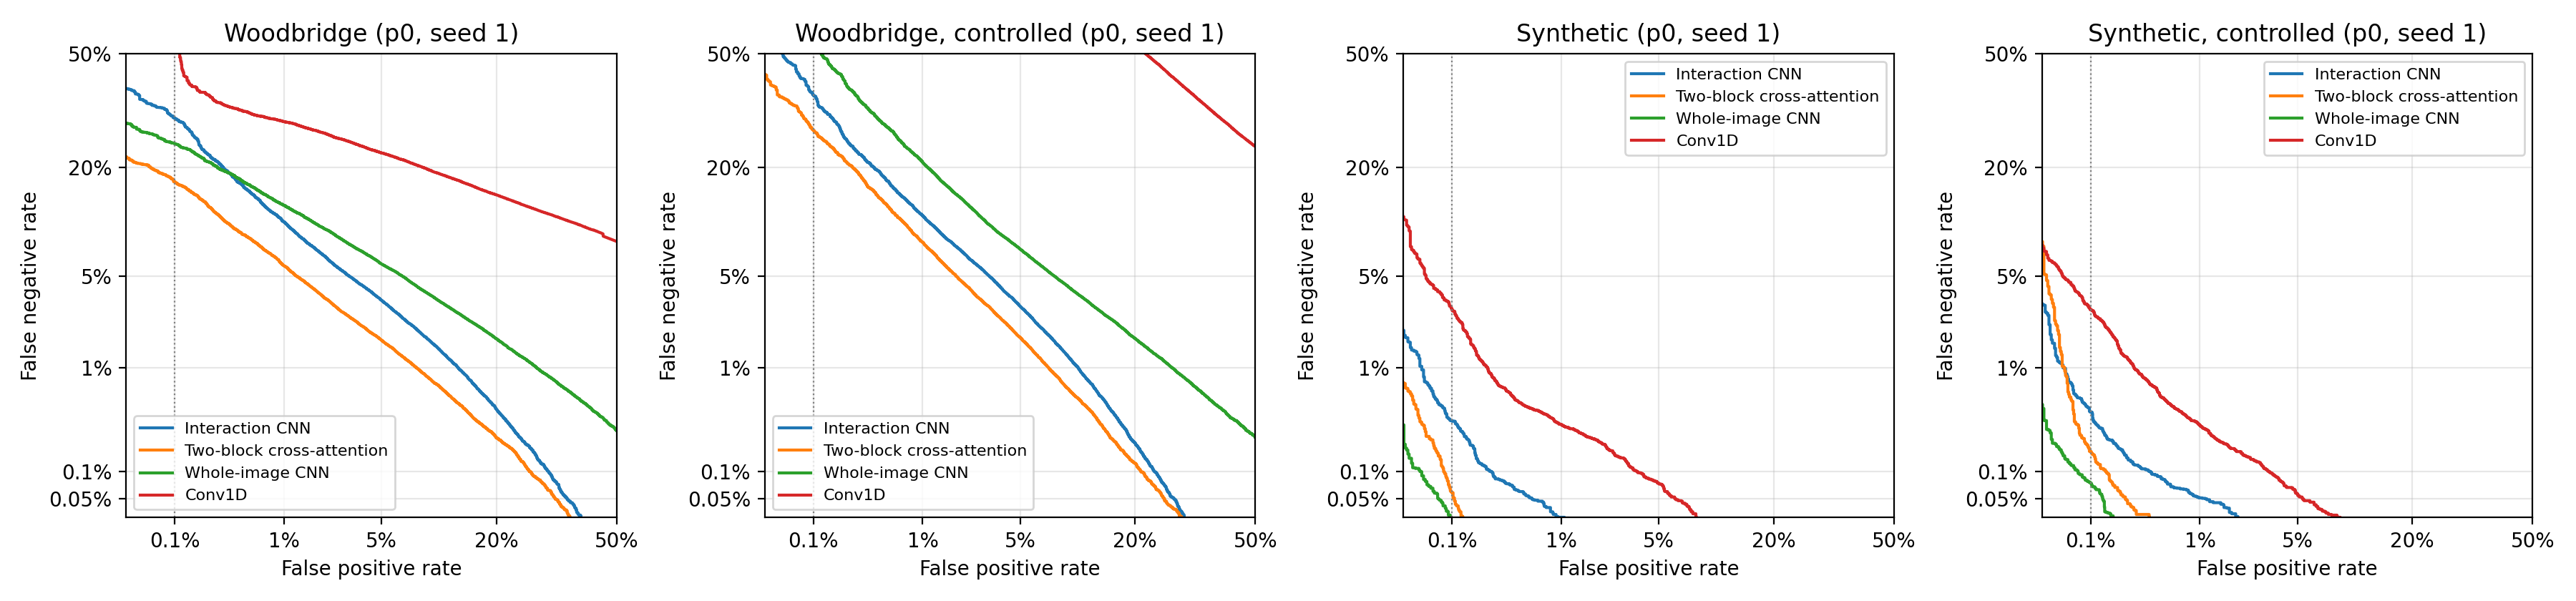 Woodbridge (p0, seed 1)
50%
20%
5%
1%
0.1%
0.05%
False negative rate
Interaction CNN
Two-block cross-attention
Whole-image CNN
Conv1D
0.1%
1%
5%
20%
50%
False positive rate
Woodbridge, controlled (p0, seed 1)
50%
20%
5%
1%
0.1%
0.05%
False negative rate
Interaction CNN
Two-block cross-attention
Whole-image CNN
Conv1D
0.1%
1%
5%
20%
50%
False positive rate
Synthetic (p0, seed 1)
50%
20%
5%
1%
0.1%
0.05%
False negative rate
Interaction CNN
Two-block cross-attention
Whole-image CNN
Conv1D
0.1%
1%
5%
20%
50%
False positive rate
Synthetic, controlled (p0, seed 1)
50%
20%
5%
1%
0.1%
0.05%
False negative rate
Interaction CNN
Two-block cross-attention
Whole-image CNN
Conv1D
0.1%
1%
5%
20%
50%
False positive rate